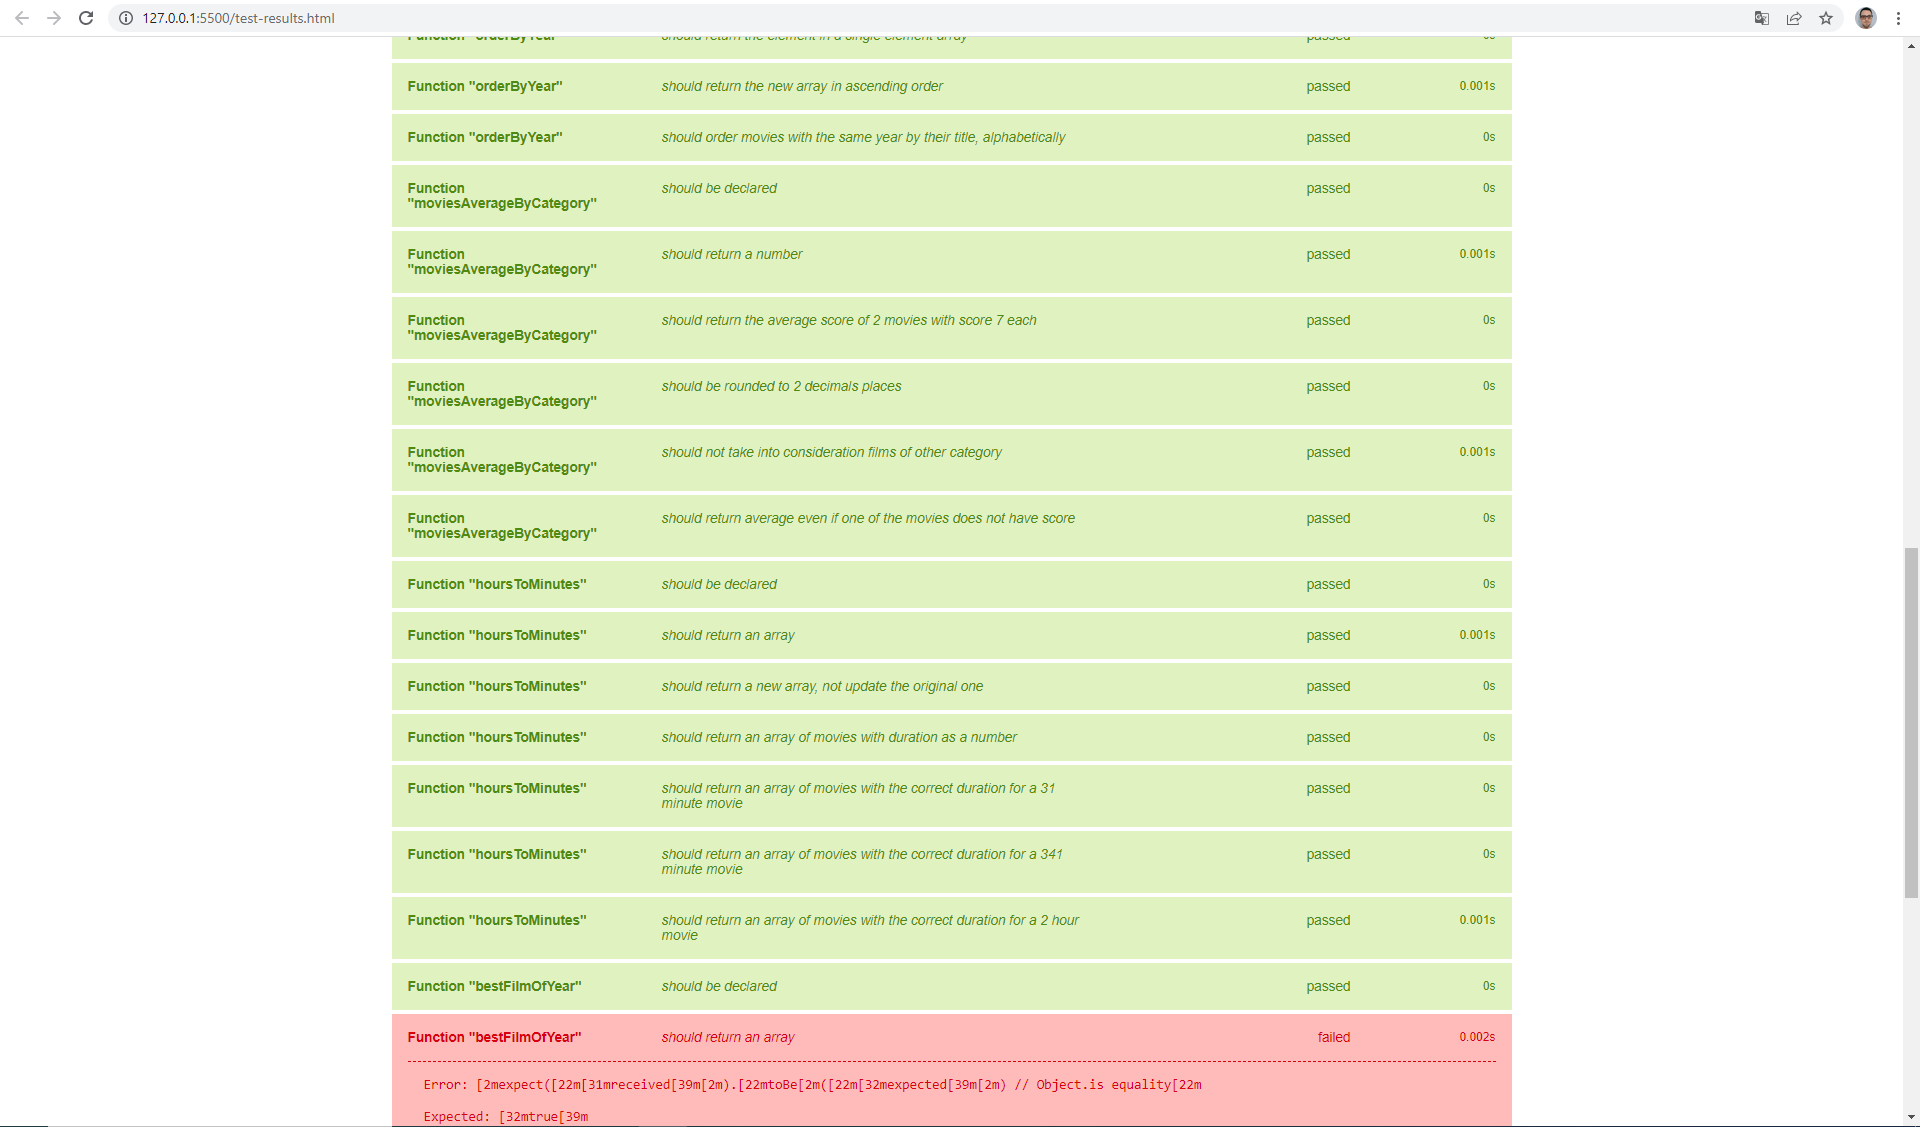 127.0.0.1:5500/test-results.html
Function "orderByYear" should return the element in a single element array passed 0s
Function "orderByYear" should return the new array in ascending order passed 0.001s
Function "orderByYear" should order movies with the same year by their title, alphabetically passed 0s
Function should be declared passed 0s
"moviesAverageByCategory"
Function should return a number passed 0.001s
"moviesAverageByCategory"
Function should return the average score of 2 movies with score 7 each passed 0s
"moviesAverageByCategory"
Function should be rounded to 2 decimals places passed 0s
"moviesAverageByCategory"
Function should not take into consideration films of other category passed 0.001s
"moviesAverageByCategory"
Function should return average even if one of the movies does not have score passed 0s
"moviesAverageByCategory"
Function "hoursToMinutes" should be declared passed 0s
Function "hoursToMinutes" should return an array passed 0.001s
Function "hoursToMinutes" should return a new array, not update the original one passed 0s
Function "hoursToMinutes" should return an array of movies with duration as a number passed 0s
Function "hoursToMinutes" should return an array of movies with the correct duration for a 31 passed 0s
minute movie
Function "hoursToMinutes" should return an array of movies with the correct duration for a 341 passed 0s
minute movie
Function "hoursToMinutes" should return an array of movies with the correct duration for a 2 hour passed 0.001s
movie
Function "bestFilmOfYear" should be declared passed 0s
Function "bestFilmOfYear" should return an array failed 0.002s
Error: [2mexpect([22m[31mreceived[39m[2m).[22mtoBe[2m([22m[32mexpected[39m[2m) // Object.is equality[22m
Expected: [32mtrue[39m